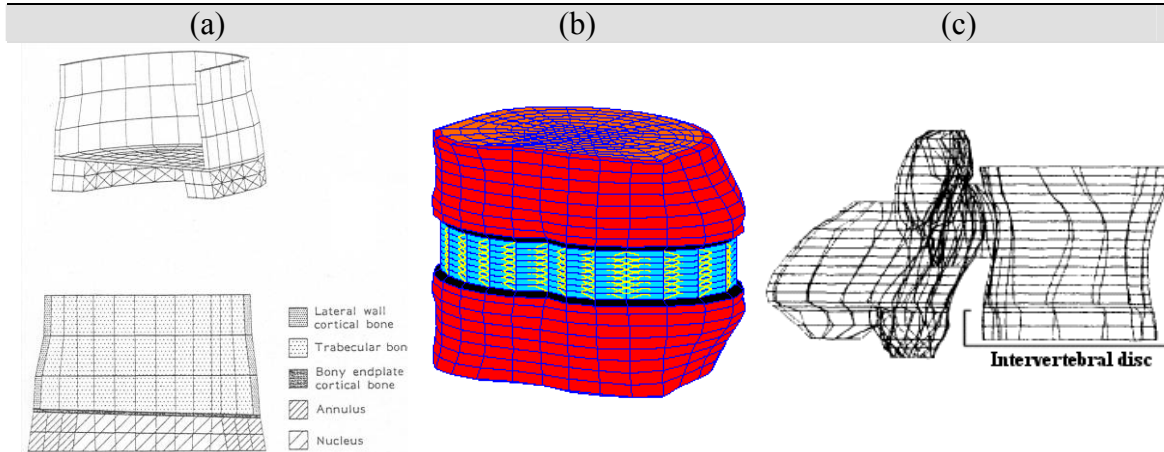 (a)
(b)
(c)
Lateral wall
cortical bone
Trabecular bon
Bony endplate
cortical bone
Annulus
Nucleus
Intervertebral disc